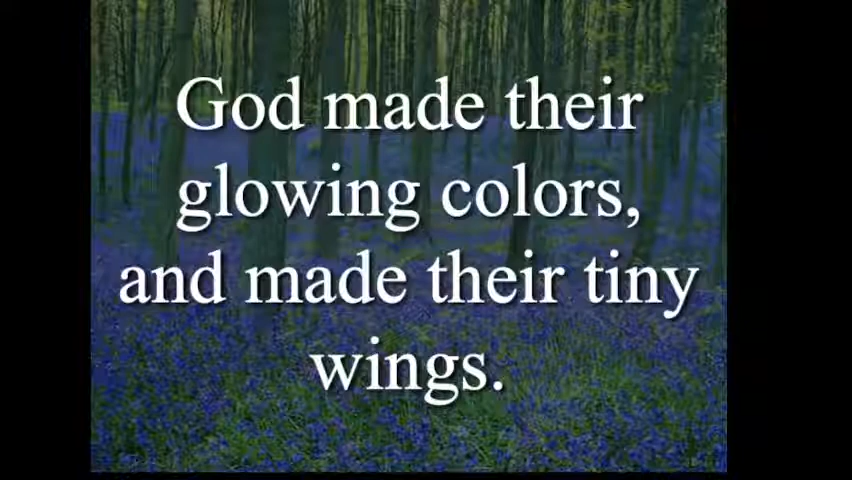 God made their
glowing colors,
and made their tiny
wings.